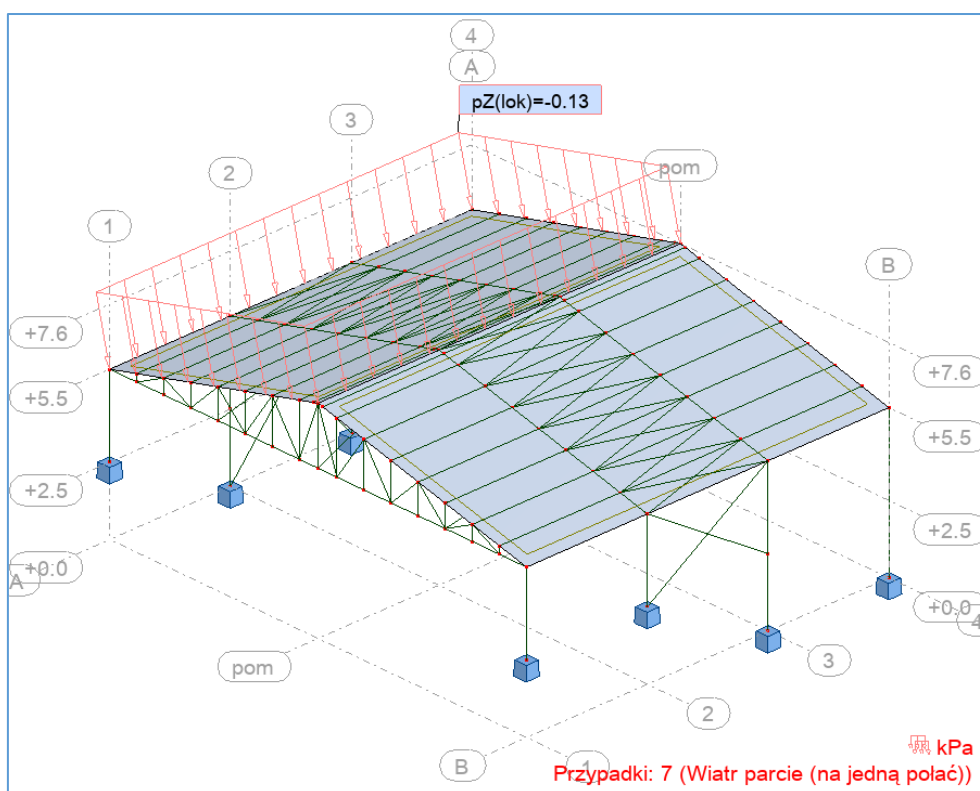 4
A
pZ(lok)=-0.13
3
pom
2
1
B
+7.6
+7.6
+5.5
+5.5
+2.5
+2.5
+0.0
A
+0.0
4
3
pom
2
B
1
kPa
Przypadki: 7 (Wiatr parcie (na jedną połać))